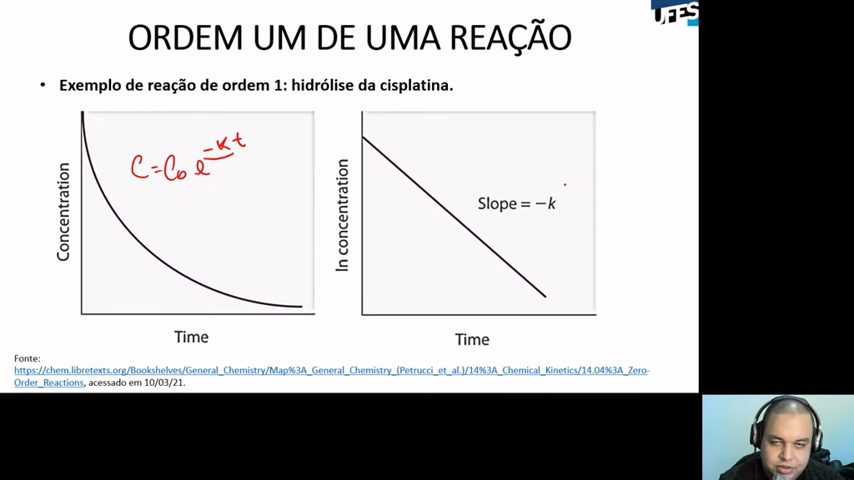 UFES
ORDEM UM DE UMA REAÇÃO
• Exemplo de reação de ordem 1: hidrólise da cisplatina.
Concentration
C=C₀ e^-kt
Time
ln concentration
Slope = −k
Time
Fonte:
https://chem.libretexts.org/Bookshelves/General_Chemistry/Map%3A_General_Chemistry_(Petrucci_et_al.)/14%3A_Chemical_Kinetics/14.04%3A_Zero-
Order_Reactions, acessado em 10/03/21.